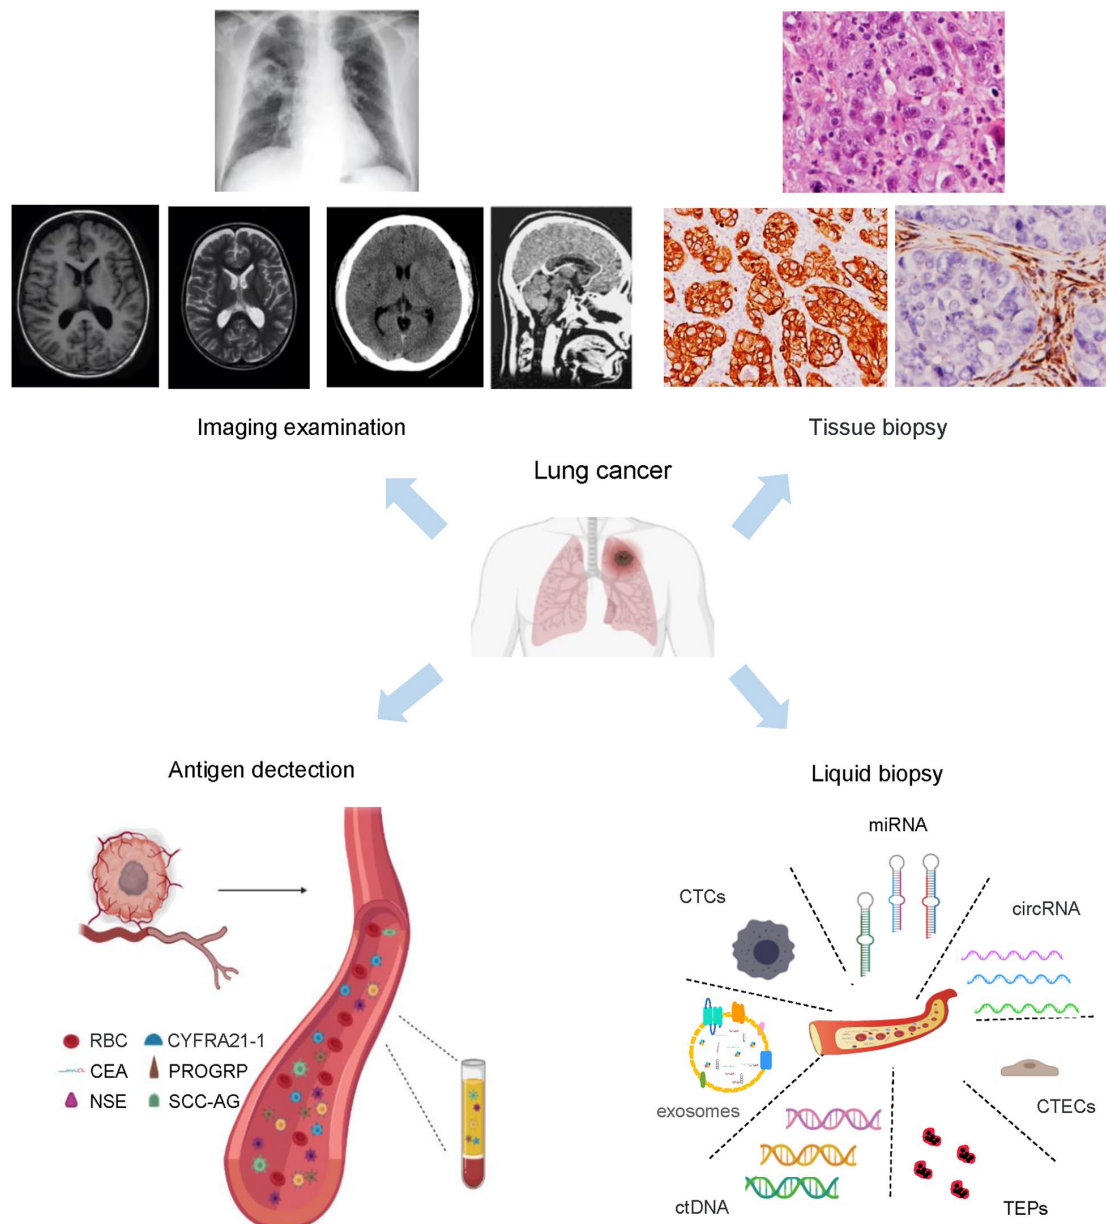 Imaging examination
Tissue biopsy
Lung cancer
Antigen dectection
RBC
CYFRA21-1
CEA
PROGRP
NSE
SCC-AG
Liquid biopsy
miRNA
CTCs
circRNA
exosomes
CTECs
ctDNA
TEPs